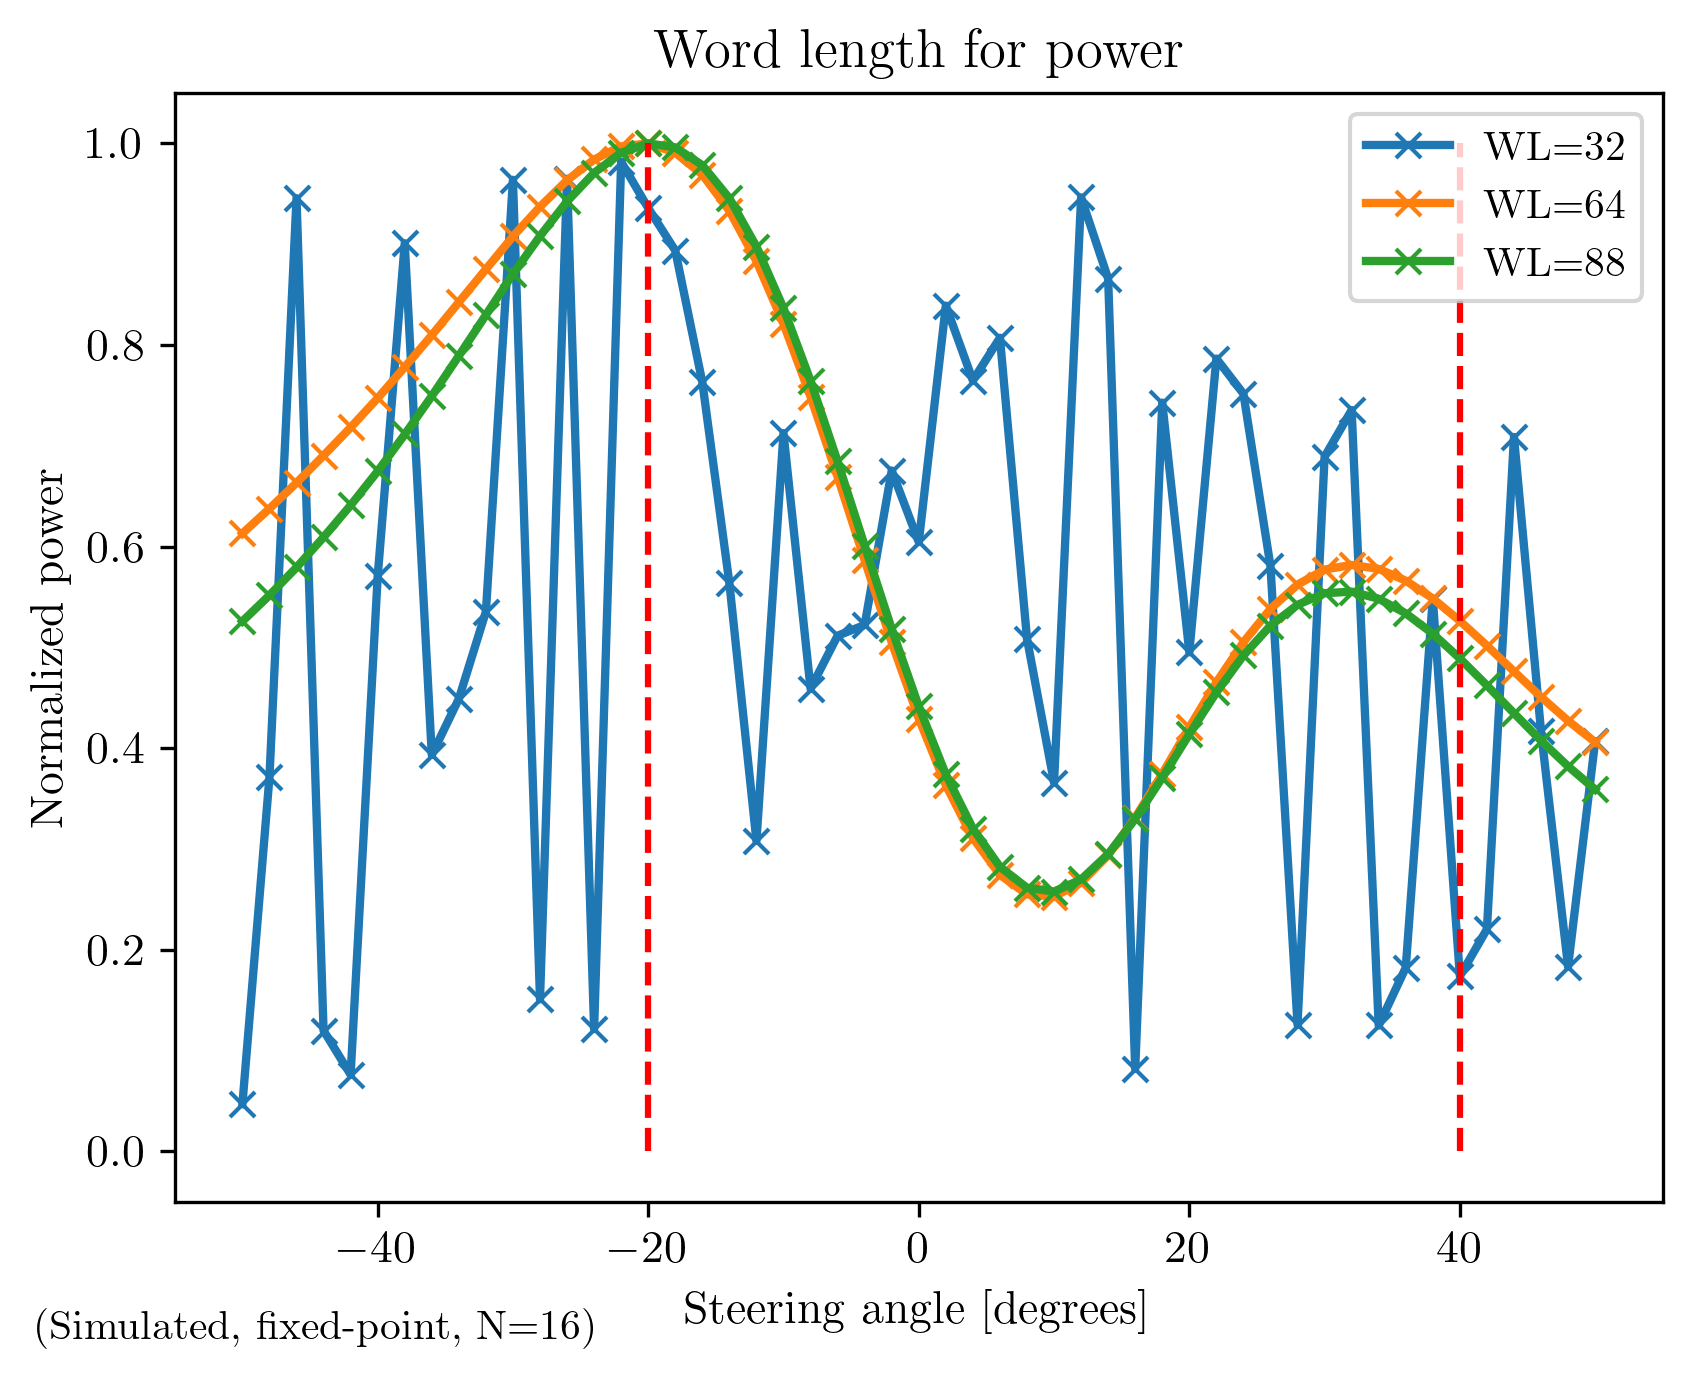 Word length for power
WL=32
WL=64
WL=88
Normalized power
1.0
0.8
0.6
0.4
0.2
0.0
−40
−20
0
20
40
Steering angle [degrees]
(Simulated, fixed-point, N=16)